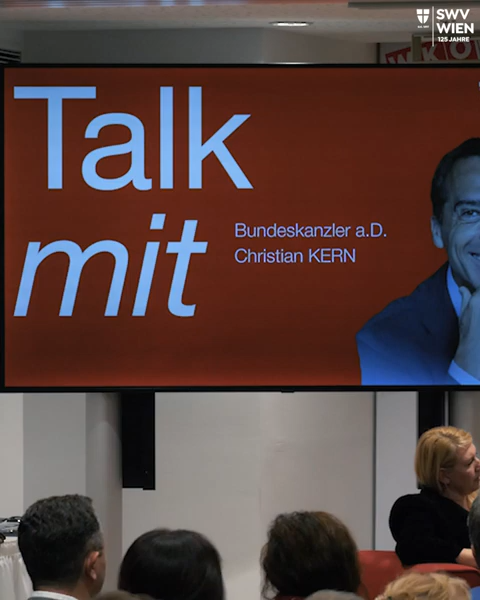 SWV
WIEN
125 JAHRE
Talk
mit
Bundeskanzler a.D.
Christian KERN